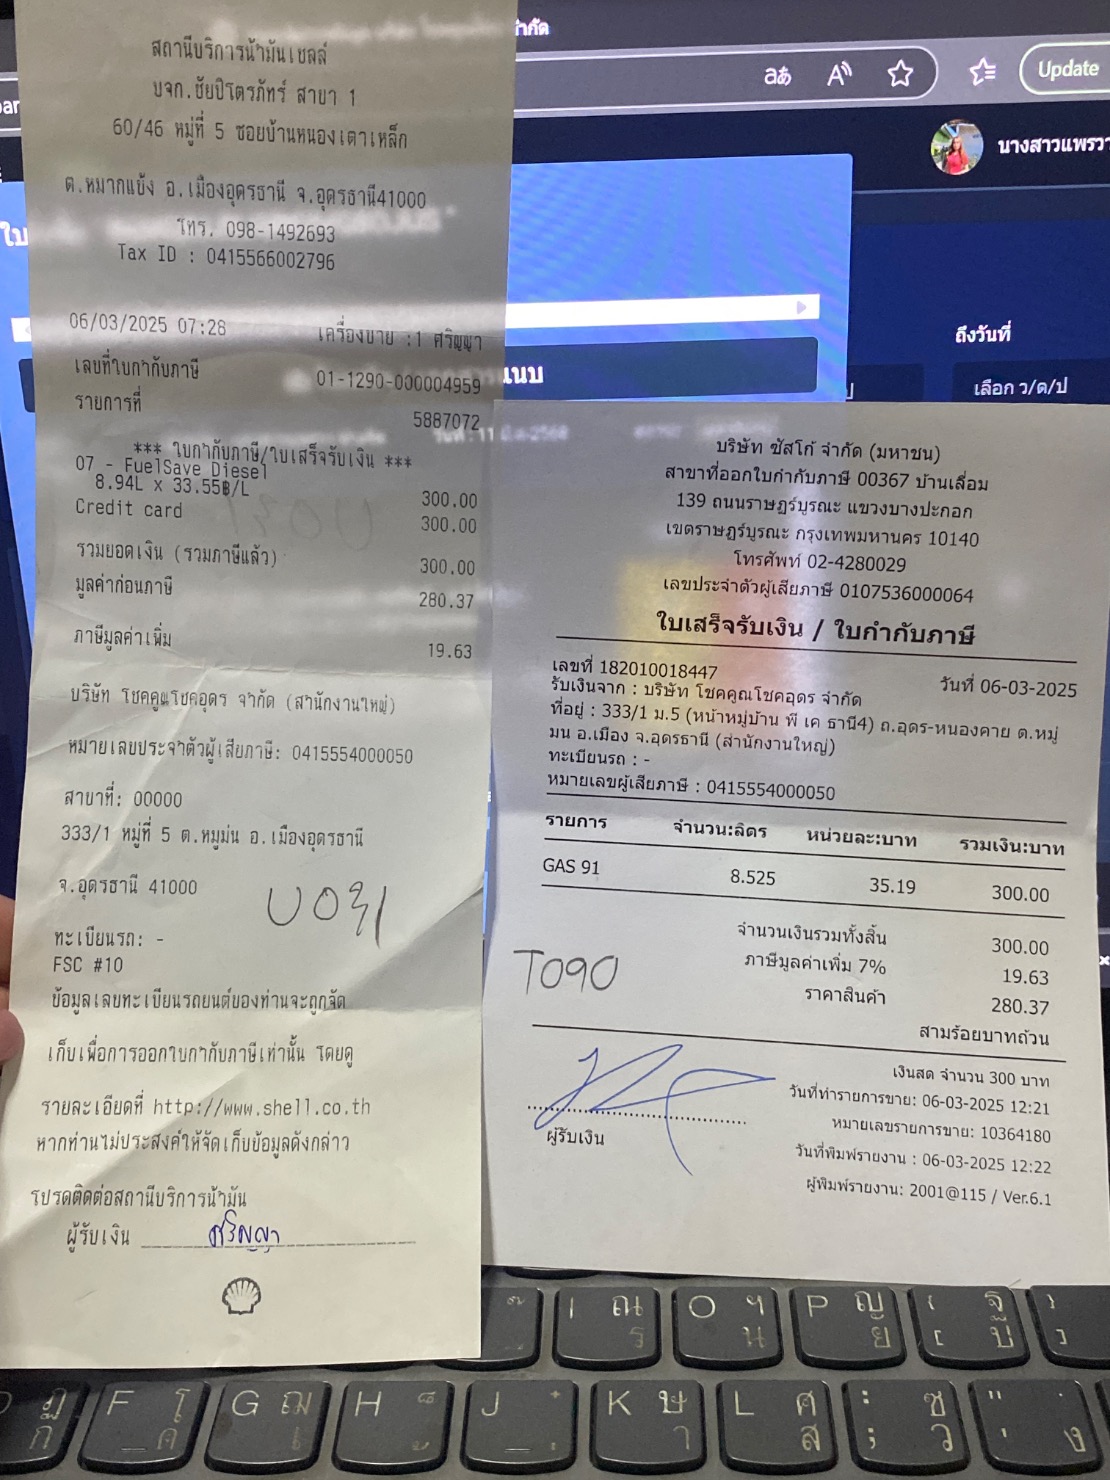 สถานีบริการน้ำมันเชลล์
บจก.ชัยปิโตรภัทร์ สาขา 1
60/46 หมู่ที่ 5 ซอยบ้านหนองเตาเหล็ก
ต.หมากแข้ง อ.เมืองอุดรธานี จ.อุดรธานี41000
โทร. 098-1492693
Tax ID : 0415566002796
06/03/2025 07:28 เครื่องขาย :1 ศริญญา
เลขที่ใบกำกับภาษี 01-1290-000004959
รายการที่ 5887072
*** ใบกำกับภาษี/ใบเสร็จรับเงิน ***
07 - FuelSave Diesel
8.94L x 33.55฿/L 300.00
Credit card 300.00
รวมยอดเงิน (รวมภาษีแล้ว) 300.00
มูลค่าก่อนภาษี 280.37
ภาษีมูลค่าเพิ่ม 19.63
บริษัท โชคคูณโชคอุดร จำกัด (สำนักงานใหญ่)
หมายเลขประจำตัวผู้เสียภาษี: 0415554000050
สาขาที่: 00000
333/1 หมู่ที่ 5 ต.หมูม่น อ.เมืองอุดรธานี
จ.อุดรธานี 41000
U031
ทะเบียนรถ: -
FSC #10
ข้อมูลเลขทะเบียนรถยนต์ของท่านจะถูกจัด
เก็บเพื่อการออกใบกำกับภาษีเท่านั้น โดยดู
รายละเอียดที่ http://www.shell.co.th
หากท่านไม่ประสงค์ให้จัดเก็บข้อมูลดังกล่าว
โปรดติดต่อสถานีบริการน้ำมัน
ผู้รับเงิน ศริญญา
บริษัท ซัสโก้ จำกัด (มหาชน)
สาขาที่ออกใบกำกับภาษี 00367 บ้านเลื่อม
139 ถนนราษฎร์บูรณะ แขวงบางปะกอก
เขตราษฎร์บูรณะ กรุงเทพมหานคร 10140
โทรศัพท์ 02-4280029
เลขประจำตัวผู้เสียภาษี 0107536000064
ใบเสร็จรับเงิน / ใบกำกับภาษี
เลขที่ 182010018447 วันที่ 06-03-2025
รับเงินจาก : บริษัท โชคคูณโชคอุดร จำกัด
ที่อยู่ : 333/1 ม.5 (หน้าหมู่บ้าน พี เค ธานี4) ถ.อุดร-หนองคาย ต.หมู
มน อ.เมือง จ.อุดรธานี (สำนักงานใหญ่)
ทะเบียนรถ : -
หมายเลขผู้เสียภาษี : 0415554000050
รายการ จำนวน:ลิตร หน่วยละ:บาท รวมเงิน:บาท
GAS 91 8.525 35.19 300.00
จำนวนเงินรวมทั้งสิ้น 300.00
ภาษีมูลค่าเพิ่ม 7% 19.63
ราคาสินค้า 280.37
T090
สามร้อยบาทถ้วน
เงินสด จำนวน 300 บาท
วันที่ทำรายการขาย: 06-03-2025 12:21
หมายเลขรายการขาย: 10364180
วันที่พิมพ์รายงาน : 06-03-2025 12:22
ผู้พิมพ์รายงาน: 2001@115 / Ver.6.1
ผู้รับเงิน
Update
ถึงวันที่
เลือก ว/ด/ป
I ณ ร
O ฯ น
P ญ ย
[ ฐ บ
F โ ด
G ฌ เ
H
J
K ษ า
L ศ ส
: ; ซ ว
" ' . ง